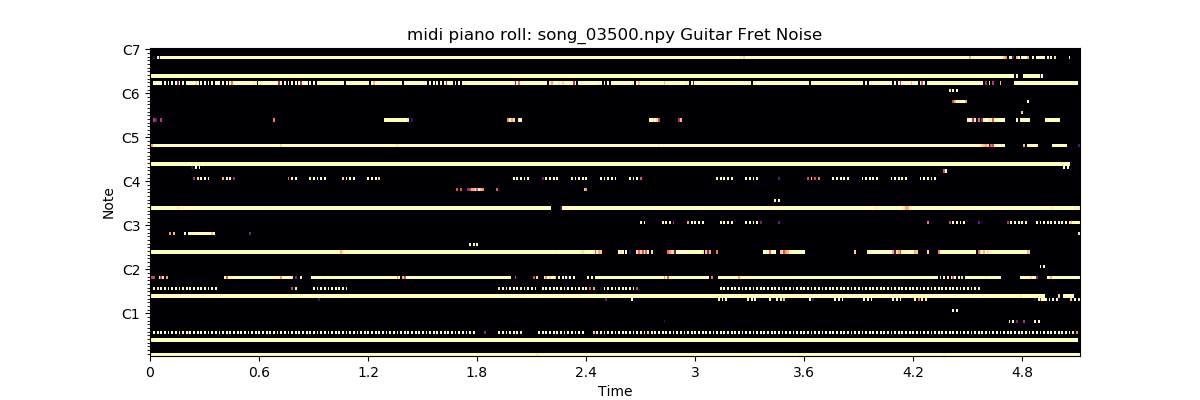 midi piano roll: song_03500.npy Guitar Fret Noise
C7
C6
C5
C4
C3
C2
C1
Note
0 0.6 1.2 1.8 2.4 3 3.6 4.2 4.8
Time